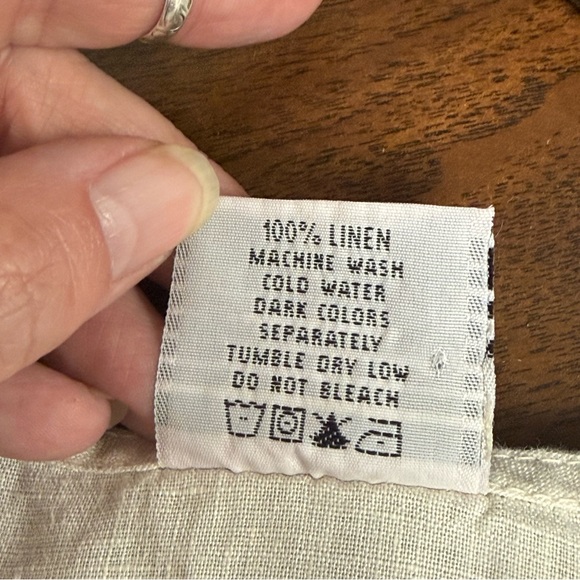 100% LINEN
MACHINE WASH
COLD WATER
DARK COLORS
SEPARATELY
TUMBLE DRY LOW
DO NOT BLEACH